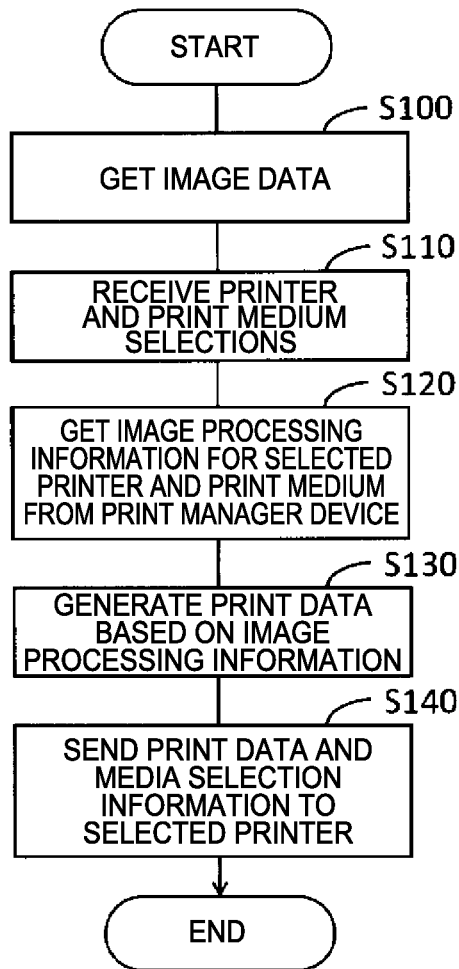 START
S100
GET IMAGE DATA
S110
RECEIVE PRINTER
AND PRINT MEDIUM
SELECTIONS
S120
GET IMAGE PROCESSING
INFORMATION FOR SELECTED
PRINTER AND PRINT MEDIUM
FROM PRINT MANAGER DEVICE
S130
GENERATE PRINT DATA
BASED ON IMAGE
PROCESSING INFORMATION
S140
SEND PRINT DATA AND
MEDIA SELECTION
INFORMATION TO
SELECTED PRINTER
END